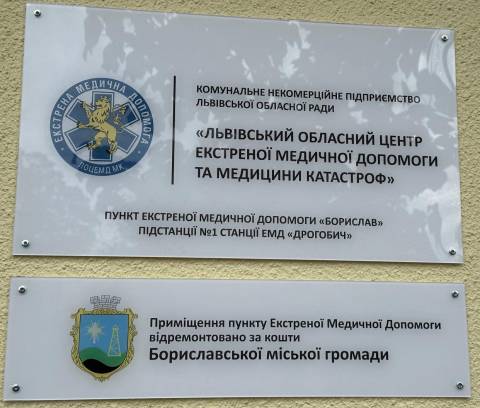 ЕКСТРЕНА МЕДИЧНА ДОПОМОГА
ЛОЦЕМД МК
КОМУНАЛЬНЕ НЕКОМЕРЦІЙНЕ ПІДПРИЄМСТВО
ЛЬВІВСЬКОЇ ОБЛАСНОЇ РАДИ
«ЛЬВІВСЬКИЙ ОБЛАСНИЙ ЦЕНТР
ЕКСТРЕНОЇ МЕДИЧНОЇ ДОПОМОГИ
ТА МЕДИЦИНИ КАТАСТРОФ»
ПУНКТ ЕКСТРЕНОЇ МЕДИЧНОЇ ДОПОМОГИ «БОРИСЛАВ»
ПІДСТАНЦІЇ №1 СТАНЦІЇ ЕМД «ДРОГОБИЧ»
Приміщення пункту Екстреної Медичної Допомоги
відремонтовано за кошти
Бориславської міської громади